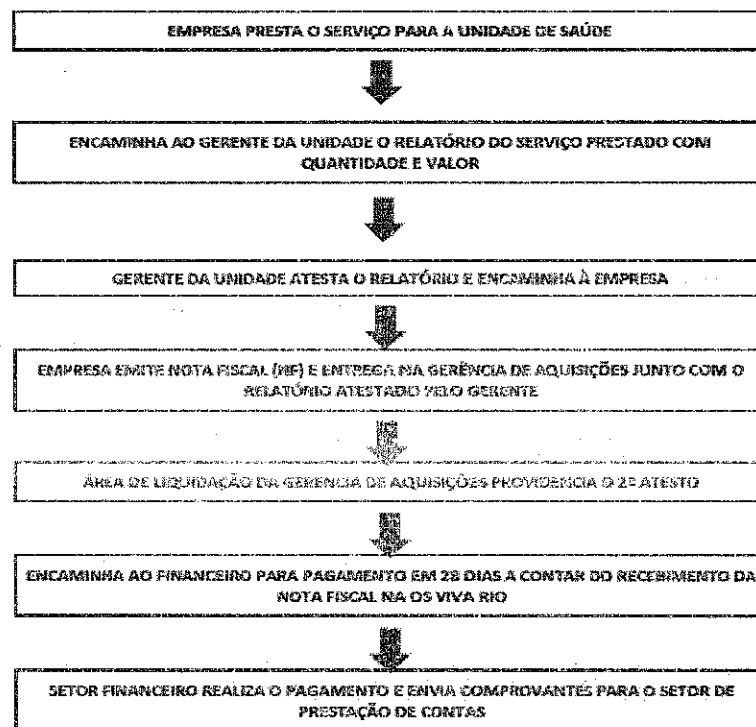 EMPRESA PRESTA O SERVIÇO PARA A UNIDADE DE SAÚDE
ENCAMINHA AO GERENTE DA UNIDADE O RELATÓRIO DO SERVIÇO PRESTADO COM
QUANTIDADE E VALOR
GERENTE DA UNIDADE ATESTA O RELATÓRIO E ENCAMINHA À EMPRESA
EMPRESA EMITE NOTA FISCAL (NF) E ENTREGA NA GERÊNCIA DE AQUISIÇÕES JUNTO COM O
RELATÓRIO ATESTADO PELO GERENTE
ÁREA DE LIQUIDAÇÃO DA GERENCIA DE AQUISIÇÕES PROVIDENCIA O 2º ATESTO
ENCAMINHA AO FINANCEIRO PARA PAGAMENTO EM 28 DIAS A CONTAR DO RECEBIMENTO DA
NOTA FISCAL NA OS VIVA RIO
SETOR FINANCEIRO REALIZA O PAGAMENTO E ENVIA COMPROVANTES PARA O SETOR DE
PRESTAÇÃO DE CONTAS